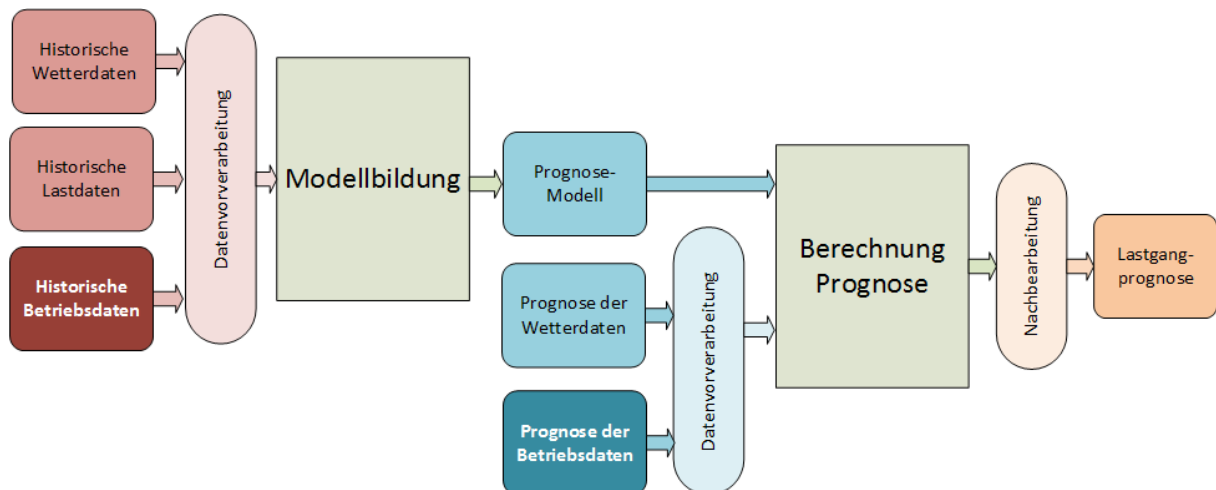 Historische
Wetterdaten
Historische
Lastdaten
Historische
Betriebsdaten
Datenvorverarbeitung
Modellbildung
Prognose-
Modell
Prognose der
Wetterdaten
Prognose der
Betriebsdaten
Datenvorverarbeitung
Berechnung
Prognose
Nachbearbeitung
Lastgang-
prognose